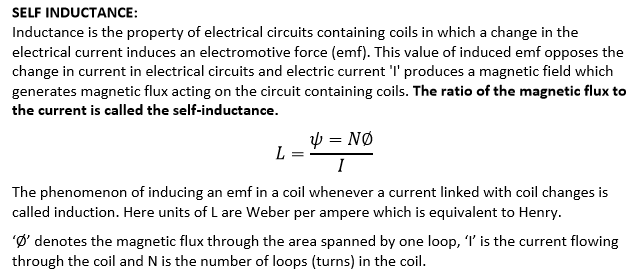 SELF INDUCTANCE:
Inductance is the property of electrical circuits containing coils in which a change in the
electrical current induces an electromotive force (emf). This value of induced emf opposes the
change in current in electrical circuits and electric current 'I' produces a magnetic field which
generates magnetic flux acting on the circuit containing coils. The ratio of the magnetic flux to
the current is called the self-inductance.
L = ψ = NØ / I
The phenomenon of inducing an emf in a coil whenever a current linked with coil changes is
called induction. Here units of L are Weber per ampere which is equivalent to Henry.
‘Ø’ denotes the magnetic flux through the area spanned by one loop, ‘I’ is the current flowing
through the coil and N is the number of loops (turns) in the coil.